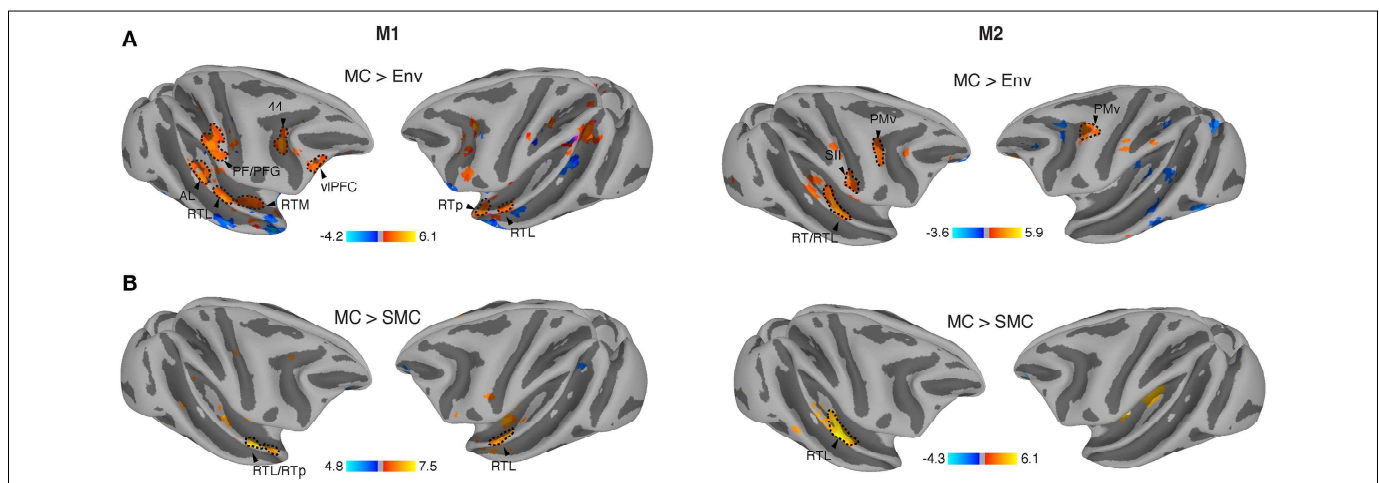 M1
M2
A
MC > Env
MC > Env
44
PMv
PMv
SII
PF/PFG
vlPFC
AL
RTL
RTM
RTp
RTL
RT/RTL
-4.2
6.1
-3.6
5.9
B
MC > SMC
MC > SMC
RTL/RTp
RTL
RTL
4.8
7.5
-4.3
6.1